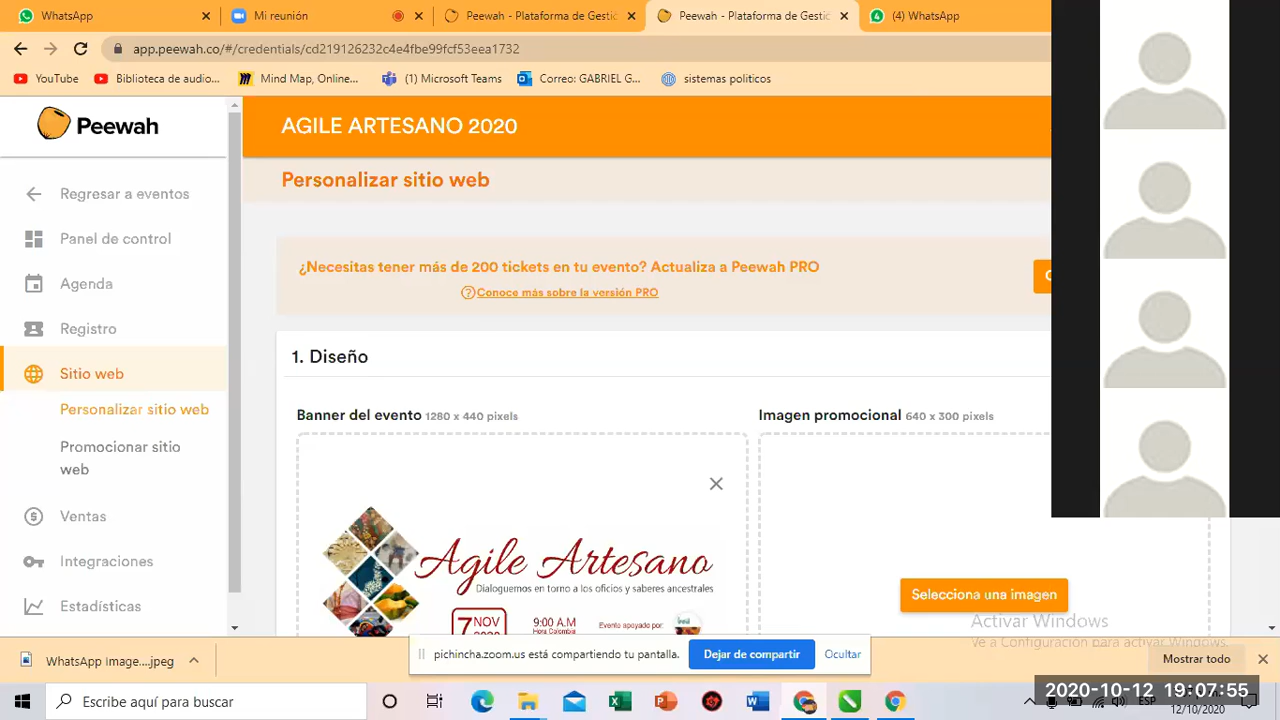 WhatsApp
Mi reunión
Peewah - Plataforma de Gestic
Peewah - Plataforma de Gestic
(4) WhatsApp
app.peewah.co/#/credentials/cd219126232c4e4fbe99fcf53eea1732
YouTube
Biblioteca de audio...
Mind Map, Online...
(1) Microsoft Teams
Correo: GABRIEL G...
sistemas politicos
Peewah
AGILE ARTESANO 2020
Personalizar sitio web
Regresar a eventos
Panel de control
Agenda
Registro
Sitio web
Personalizar sitio web
Promocionar sitio
web
Ventas
Integraciones
Estadísticas
¿Necesitas tener más de 200 tickets en tu evento? Actualiza a Peewah PRO
Conoce más sobre la versión PRO
1. Diseño
Banner del evento 1280 x 440 pixels
Imagen promocional 640 x 300 pixels
Agile Artesano
Dialoguemos en torno a los oficios y saberes ancestrales
7 NOV
2020
9:00 A.M
Hora Colombia
Evento apoyado por:
Selecciona una imagen
Activar Windows
Ve a Configuración para activar Windows.
WhatsApp Image....jpeg
pichincha.zoom.us está compartiendo tu pantalla.
Dejar de compartir
Ocultar
Mostrar todo
Escribe aquí para buscar
2020-10-12 19:07:55
ESP
12/10/2020